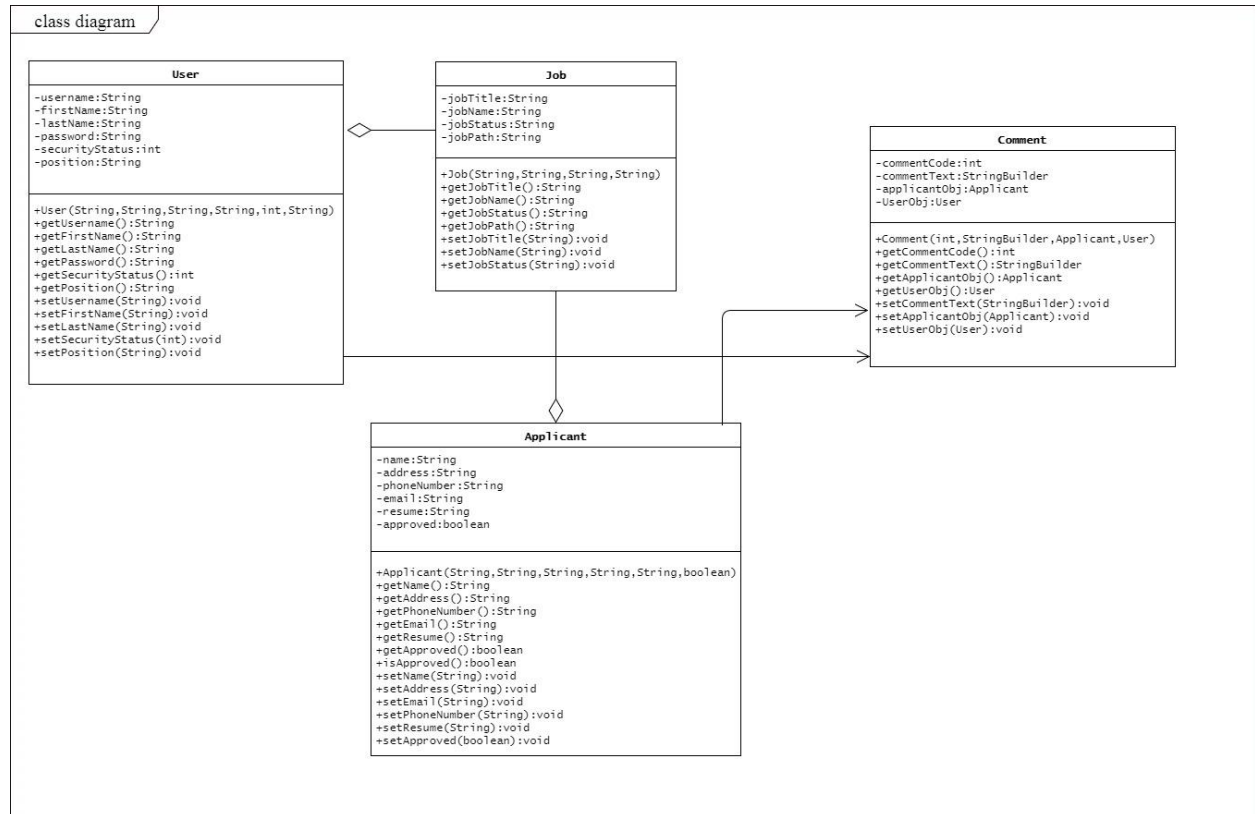 class diagram
User
-username:String
-firstName:String
-lastName:String
-password:String
-securityStatus:int
-position:String
+User(String,String,String,String,int,String)
+getUsername():String
+getFirstName():String
+getLastName():String
+getPassword():String
+getSecurityStatus():int
+getPosition():String
+setUsername(String):void
+setFirstName(String):void
+setLastName(String):void
+setSecurityStatus(int):void
+setPosition(String):void
Job
-jobTitle:String
-jobName:String
-jobStatus:String
-jobPath:String
+Job(String,String,String,String)
+getJobTitle():String
+getJobName():String
+getJobStatus():String
+getJobPath():String
+setJobTitle(String):void
+setJobName(String):void
+setJobStatus(String):void
Comment
-commentCode:int
-commentText:StringBuilder
-applicantObj:Applicant
-UserObj:User
+Comment(int,StringBuilder,Applicant,User)
+getCommentCode():int
+getCommentText():StringBuilder
+getApplicantObj():Applicant
+getUserObj():User
+setCommentText(StringBuilder):void
+setApplicantObj(Applicant):void
+setUserObj(User):void
Applicant
-name:String
-address:String
-phoneNumber:String
-email:String
-resume:String
-approved:boolean
+Applicant(String,String,String,String,String,boolean)
+getName():String
+getAddress():String
+getPhoneNumber():String
+getEmail():String
+getResume():String
+getApproved():boolean
+isApproved():boolean
+setName(String):void
+setAddress(String):void
+setEmail(String):void
+setPhoneNumber(String):void
+setResume(String):void
+setApproved(boolean):void